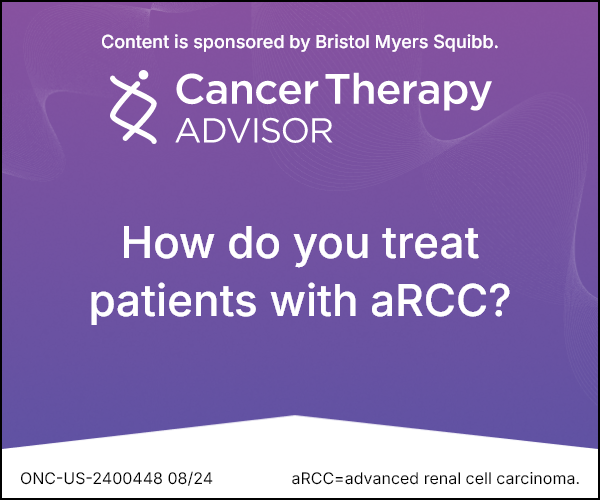 Content is sponsored by Bristol Myers Squibb.
Cancer Therapy
ADVISOR
How do you treat
patients with aRCC?
ONC-US-2400448 08/24
aRCC=advanced renal cell carcinoma.